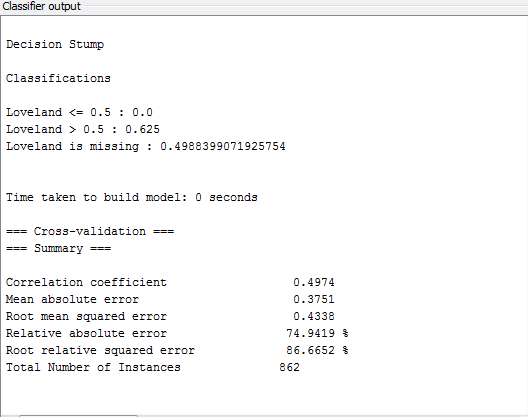 Classifier output
Decision Stump
Classifications
Loveland <= 0.5 : 0.0
Loveland > 0.5 : 0.625
Loveland is missing : 0.4988399071925754
Time taken to build model: 0 seconds
=== Cross-validation ===
=== Summary ===
Correlation coefficient 0.4974
Mean absolute error 0.3751
Root mean squared error 0.4338
Relative absolute error 74.9419 %
Root relative squared error 86.6652 %
Total Number of Instances 862